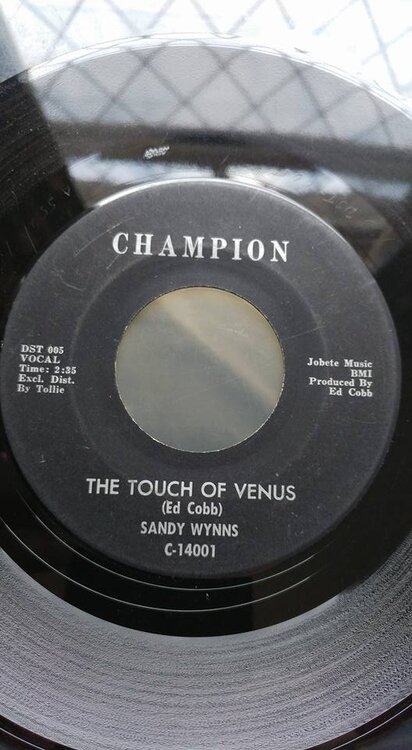 CHAMPION
DST 005
VOCAL
Time: 2:35
Excl. Dist.
By Tollie
Jobete Music
BMI
Produced By
Ed Cobb
THE TOUCH OF VENUS
(Ed Cobb)
SANDY WYNNS
C-14001